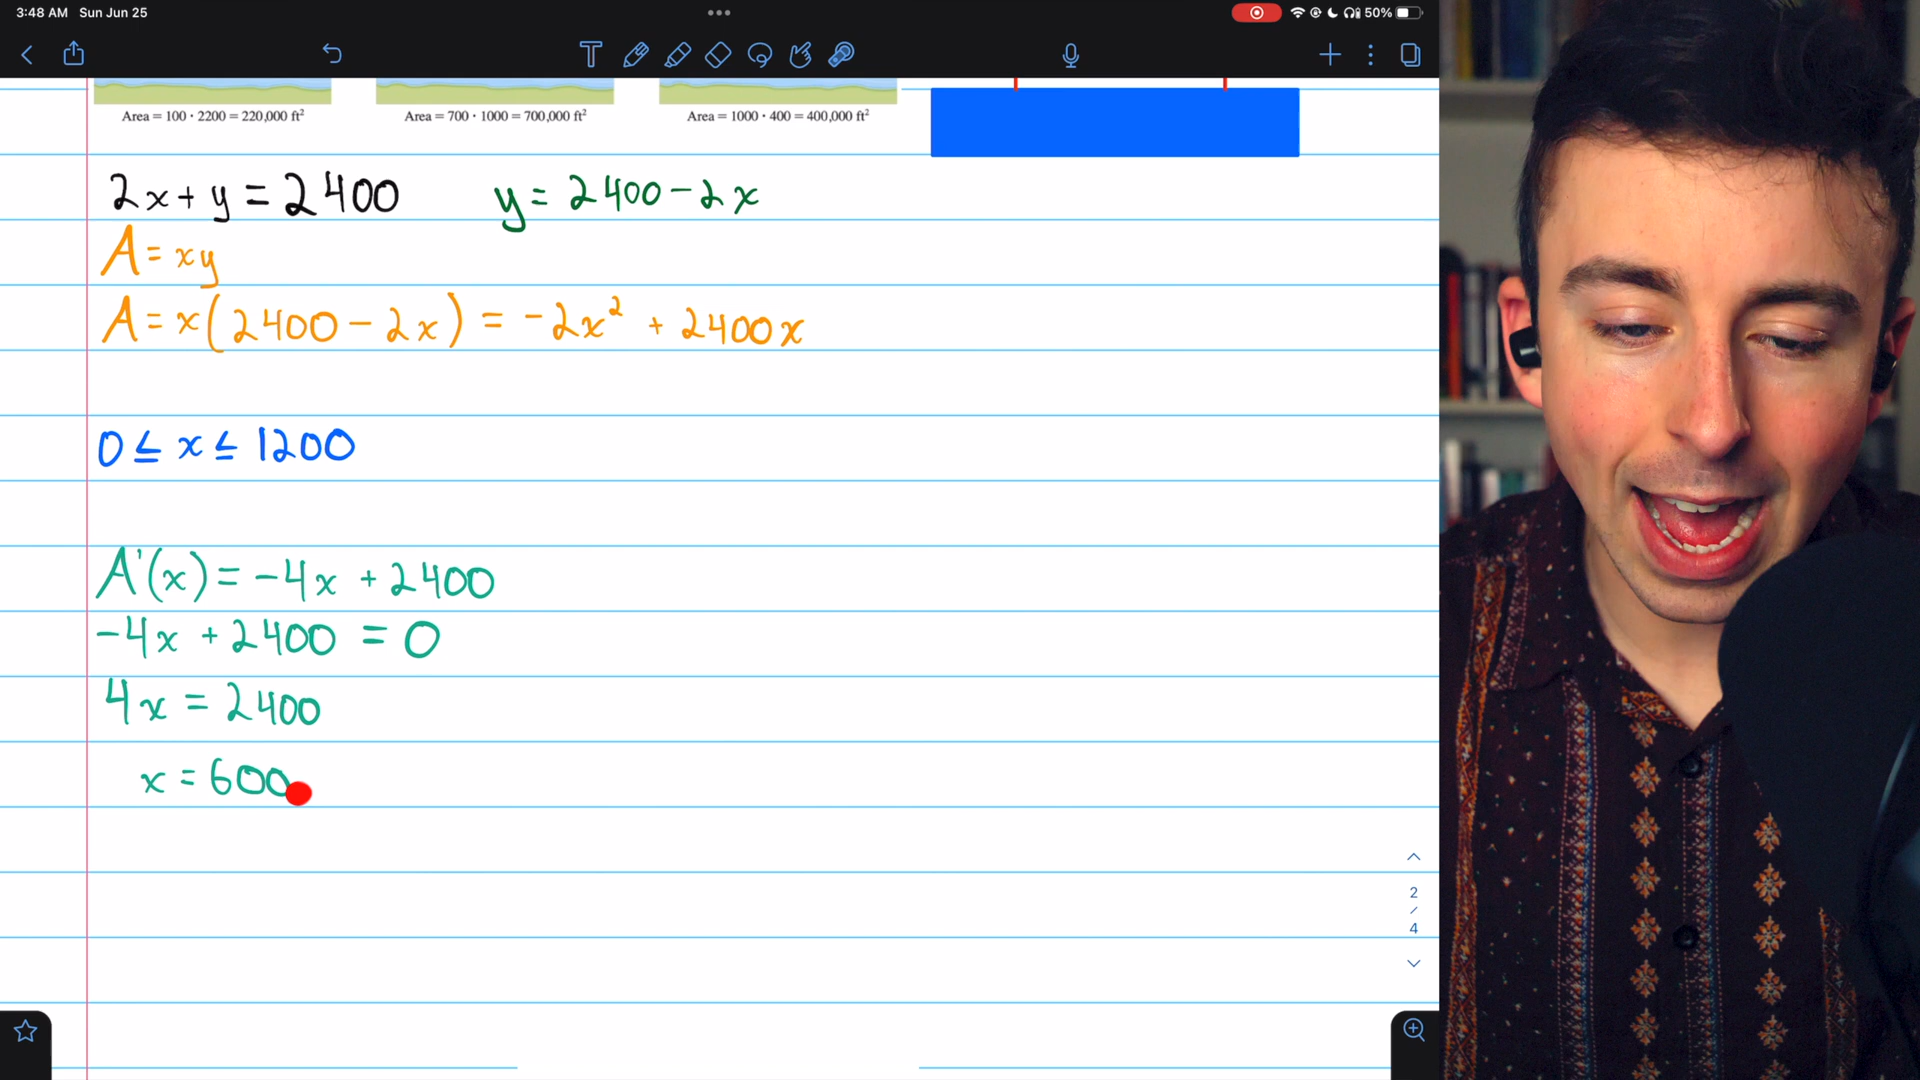 3:48 AM Sun Jun 25
50%
Area = 100 · 2200 = 220,000 ft²
Area = 700 · 1000 = 700,000 ft²
Area = 1000 · 400 = 400,000 ft²
2x + y = 2400
y = 2400 - 2x
A = xy
A = x(2400 - 2x) = -2x² + 2400x
0 ≤ x ≤ 1200
A'(x) = -4x + 2400
-4x + 2400 = 0
4x = 2400
x = 600
2
/
4